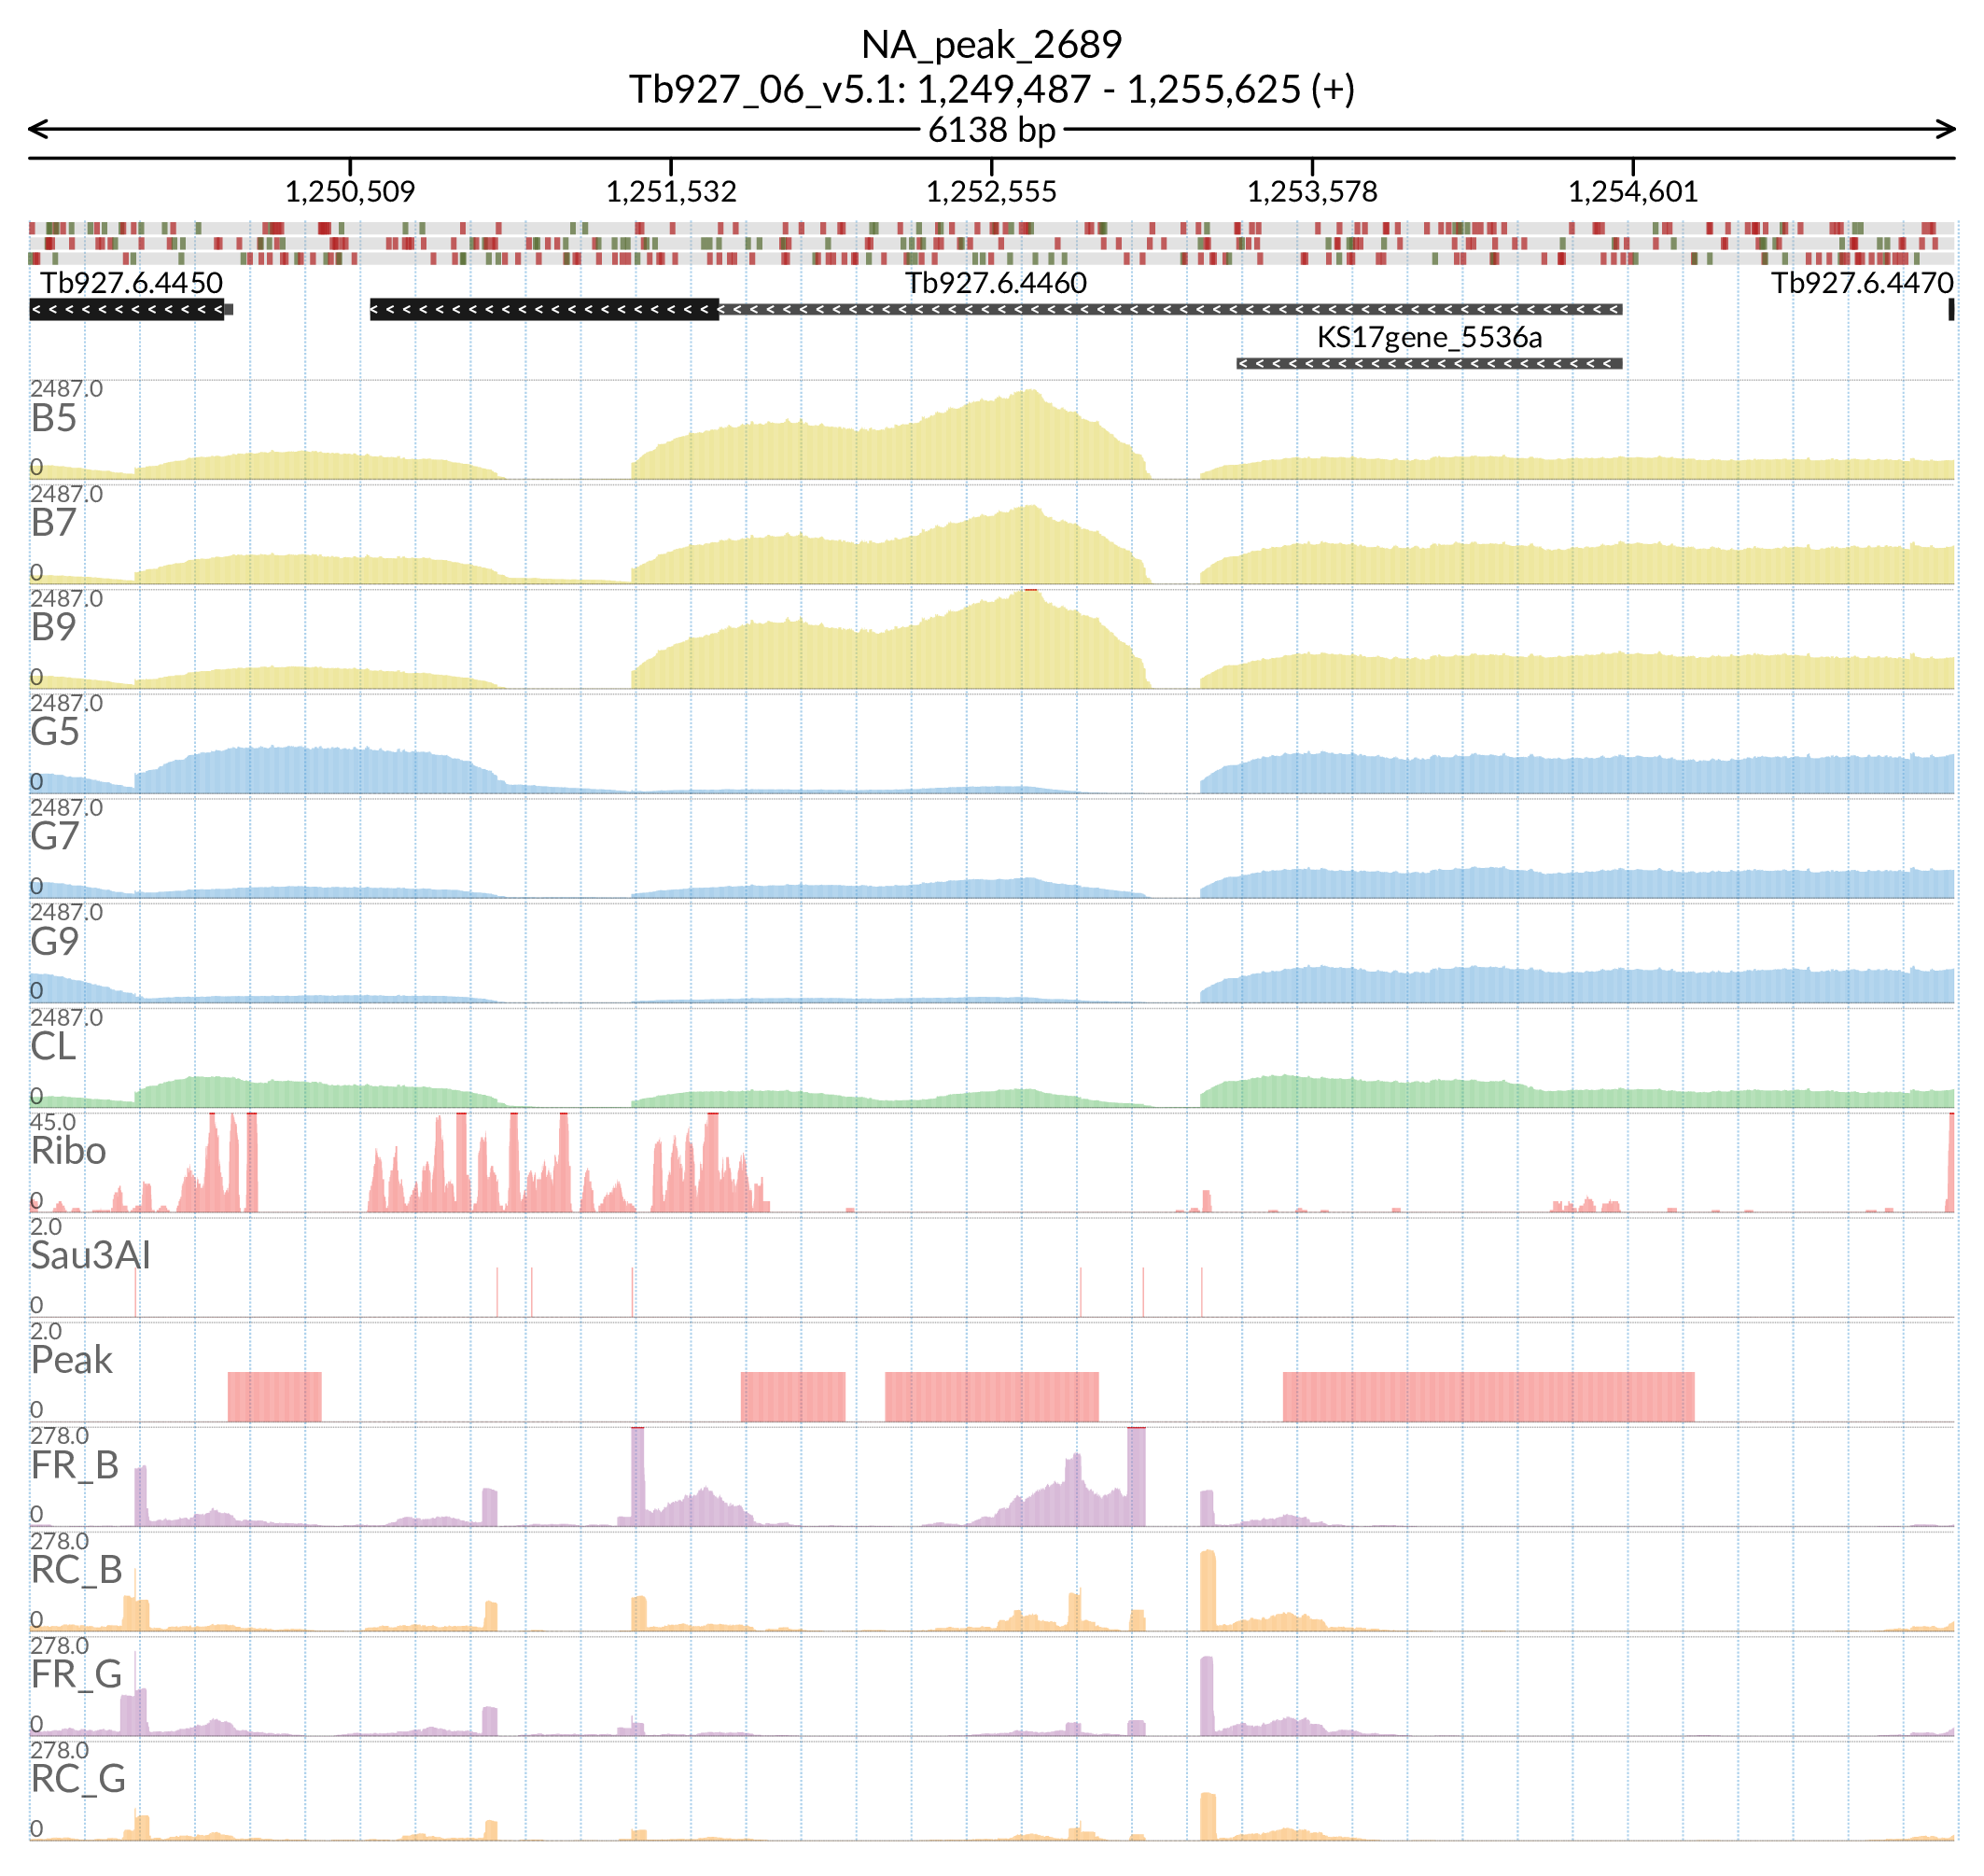 NA_peak_2689
Tb927_06_v5.1: 1,249,487 - 1,255,625 (+)
6138 bp
1,250,509 1,251,532 1,252,555 1,253,578 1,254,601
Tb927.6.4450 Tb927.6.4460 Tb927.6.4470
KS17gene_5536a
2487.0
B5
0
2487.0
B7
0
2487.0
B9
0
2487.0
G5
0
2487.0
G7
0
2487.0
G9
0
2487.0
CL
0
45.0
Ribo
0
2.0
Sau3AI
0
2.0
Peak
0
278.0
FR_B
0
278.0
RC_B
0
278.0
FR_G
0
278.0
RC_G
0